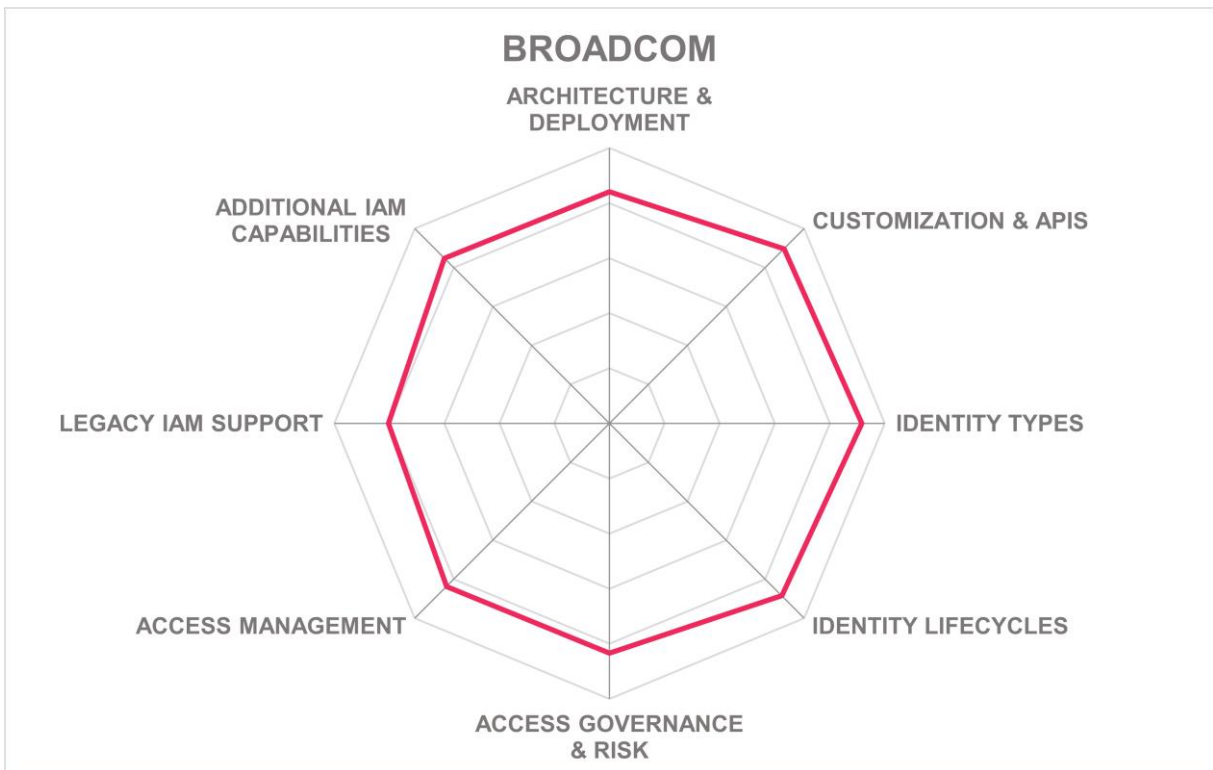 BROADCOM
ARCHITECTURE &
DEPLOYMENT
ADDITIONAL IAM
CAPABILITIES
CUSTOMIZATION & APIS
LEGACY IAM SUPPORT
IDENTITY TYPES
ACCESS MANAGEMENT
IDENTITY LIFECYCLES
ACCESS GOVERNANCE
& RISK